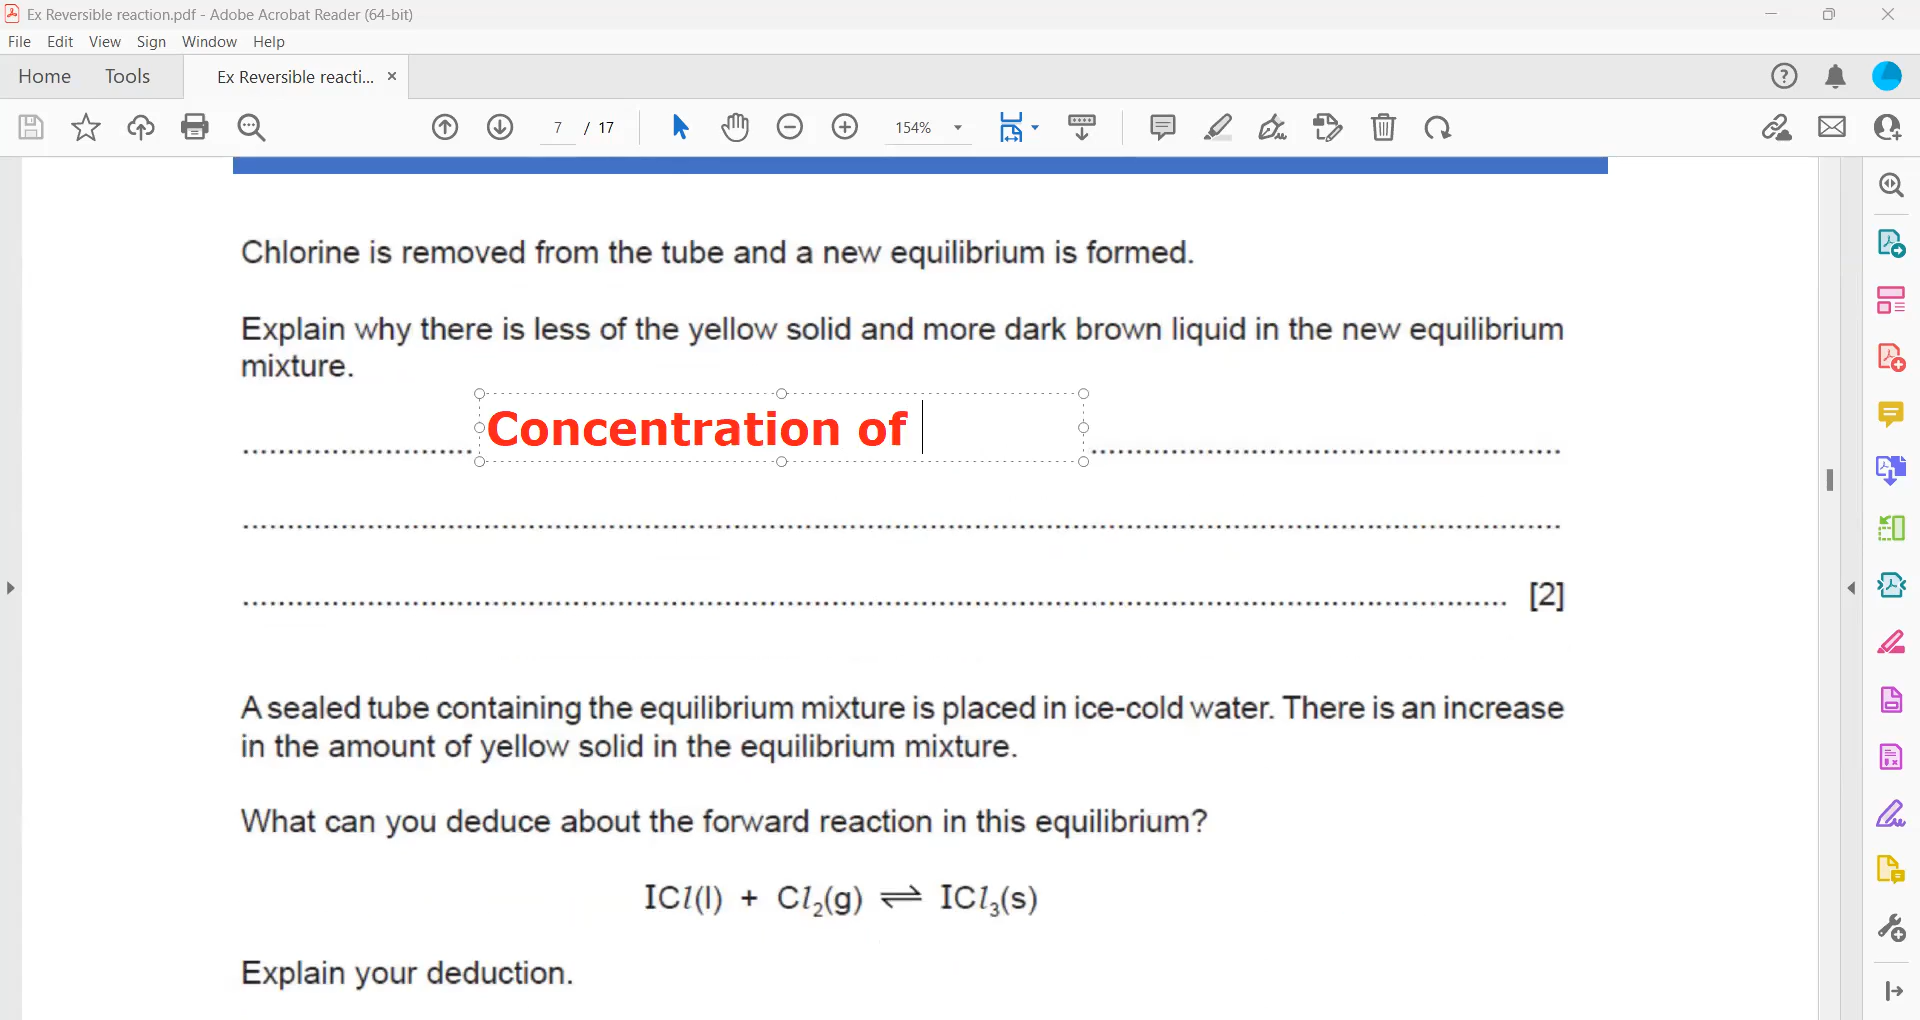 Ex Reversible reaction.pdf - Adobe Acrobat Reader (64-bit)
File Edit View Sign Window Help
Home Tools Ex Reversible reacti... ×
7 / 17 154%
Chlorine is removed from the tube and a new equilibrium is formed.
Explain why there is less of the yellow solid and more dark brown liquid in the new equilibrium
mixture.
Concentration of
[2]
A sealed tube containing the equilibrium mixture is placed in ice-cold water. There is an increase
in the amount of yellow solid in the equilibrium mixture.
What can you deduce about the forward reaction in this equilibrium?
ICl(l) + Cl₂(g) ⇌ ICl₃(s)
Explain your deduction.